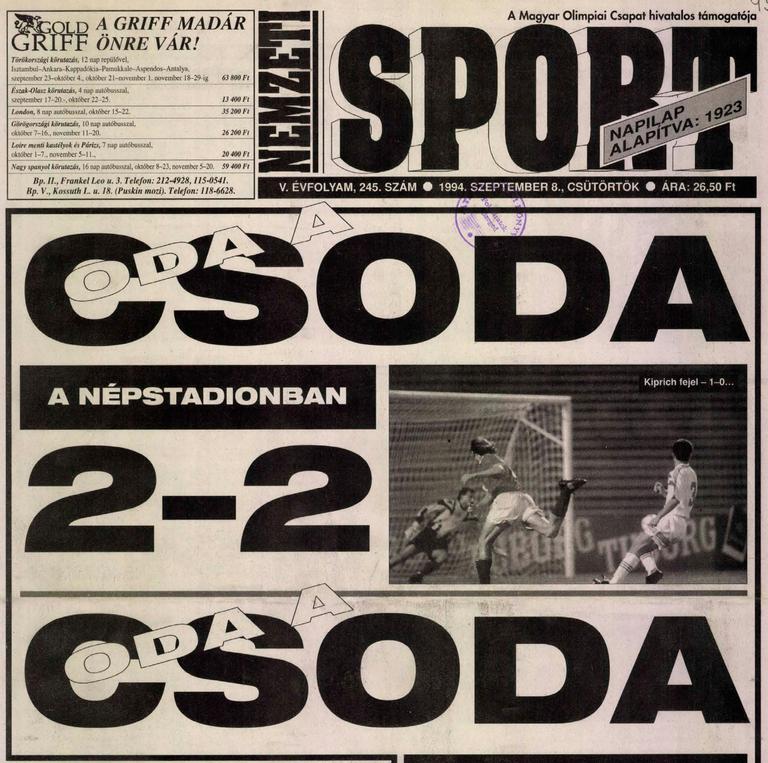 GOLD
GRIFF
A GRIFF MADÁR
ÖNRE VÁR!
Törökországi körutazás, 12 nap repülővel,
Isztambul–Ankara–Kappadókia–Pamukkale–Aspendos–Antalya,
szeptember 23–október 4., október 21–november 1. november 18–29-ig 63 800 Ft
Észak-Olasz körutazás, 4 nap autóbusszal,
szeptember 17–20., október 22–25. 13 400 Ft
London, 8 nap autóbusszal, október 15–22. 35 200 Ft
Görögországi körutazás, 10 nap autóbusszal,
október 7–16., november 11–20. 26 200 Ft
Loire menti kastélyok és Párizs, 7 nap autóbusszal,
október 1–7., november 5–11., 20 400 Ft
Nagy spanyol körutazás, 16 nap autóbusszal, október 8–23, november 5–20. 59 400 Ft
Bp. II., Frankel Leo u. 3. Telefon: 212-4928, 115-0541.
Bp. V., Kossuth L. u. 18. (Puskin mozi). Telefon: 118-6628.
A Magyar Olimpiai Csapat hivatalos támogatója
NEMZETI
SPORT
NAPILAP
ALAPÍTVA: 1923
V. ÉVFOLYAM, 245. SZÁM ● 1994. SZEPTEMBER 8., CSÜTÖRTÖK ● ÁRA: 26,50 Ft
ODA A
CSODA
A NÉPSTADIONBAN
2–2
Kiprich fejel – 1–0...
3
TUBORG
ODA A
CSODA